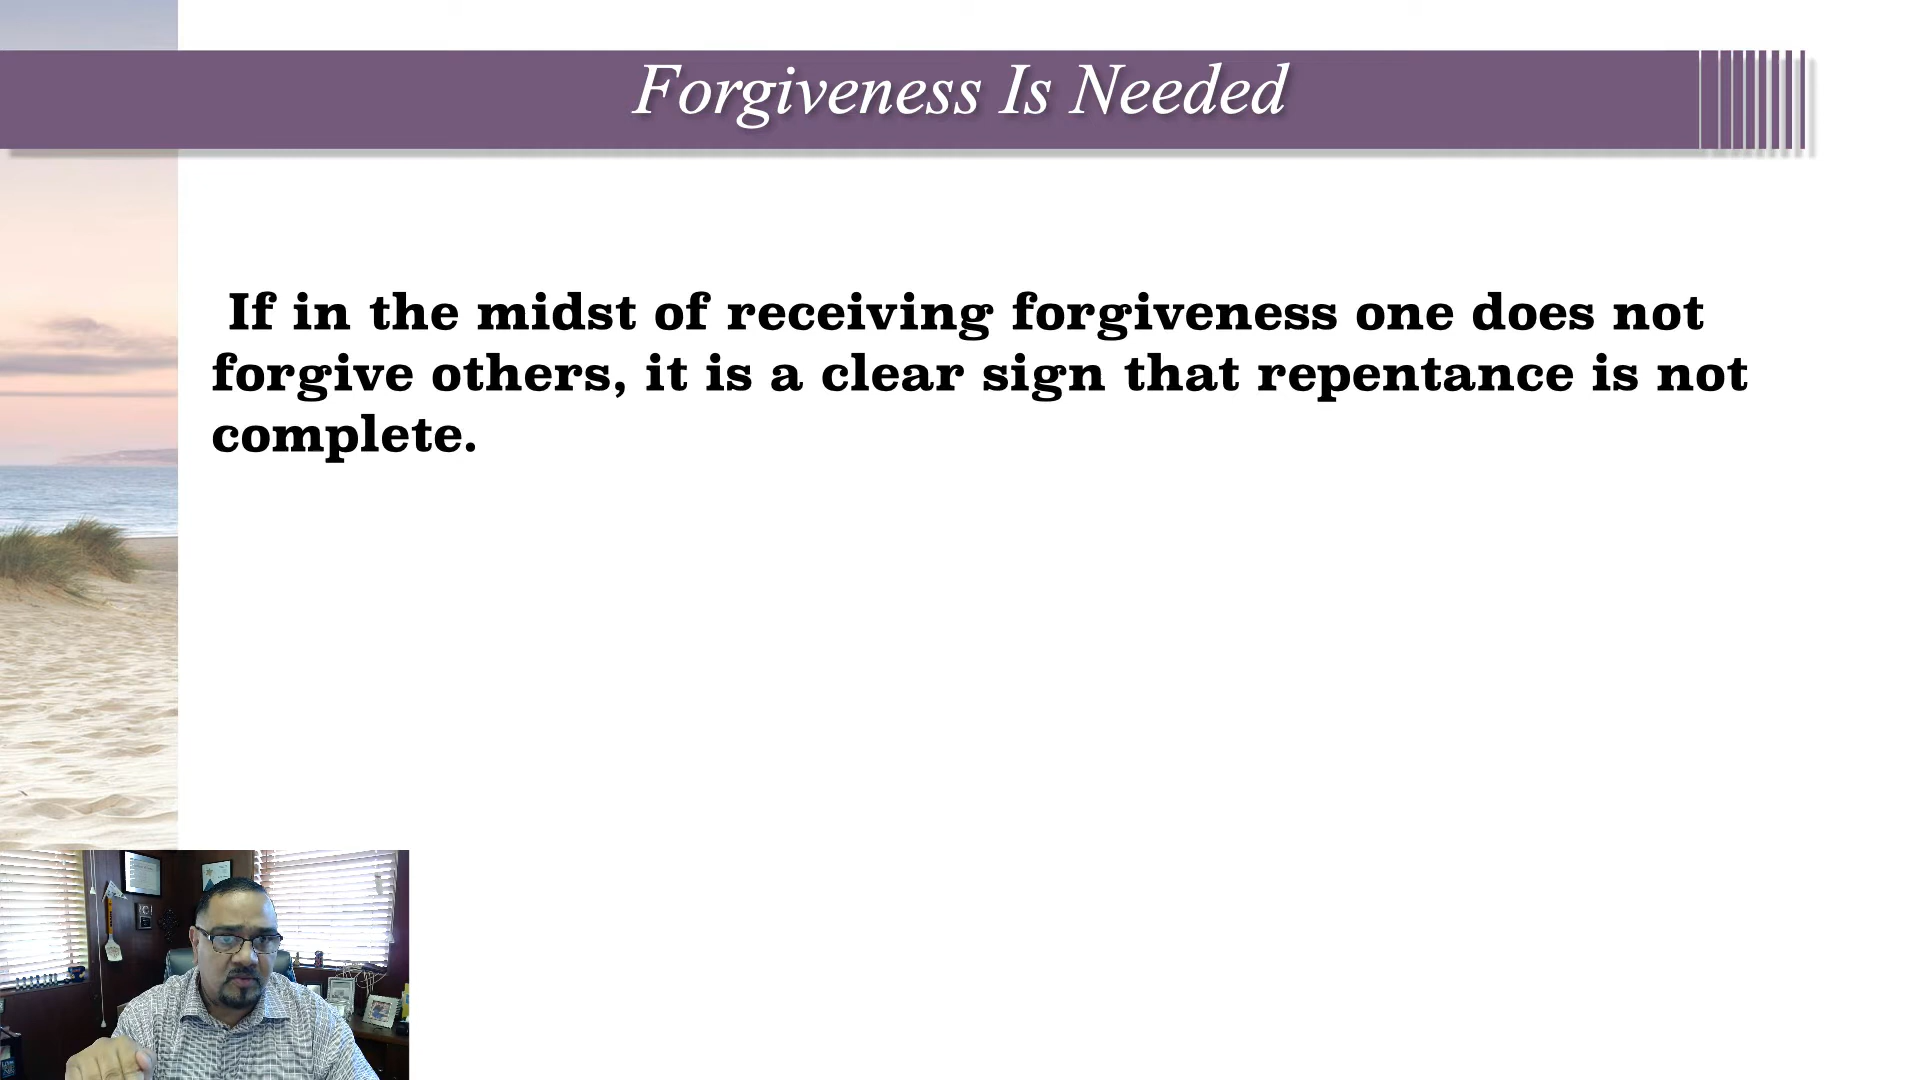 Forgiveness Is Needed
If in the midst of receiving forgiveness one does not
forgive others, it is a clear sign that repentance is not
complete.